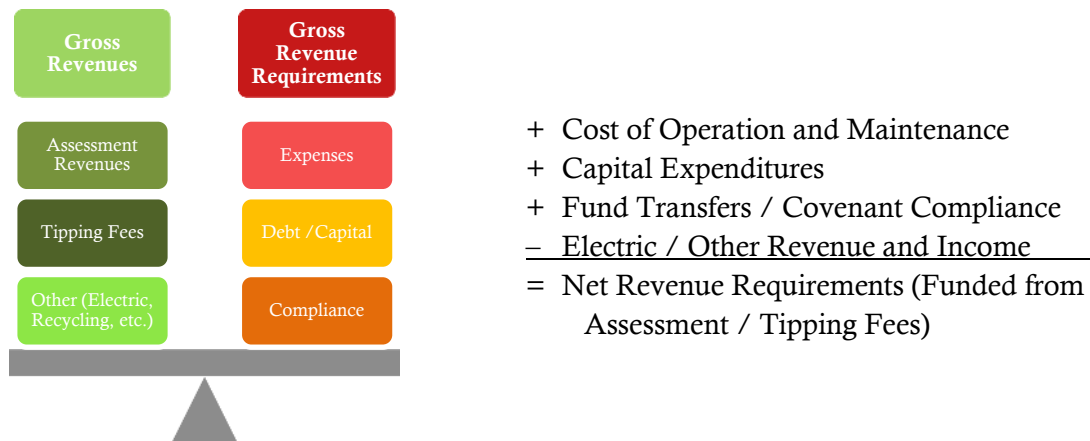 Gross
Revenues
Gross
Revenue
Requirements
Assessment
Revenues
Expenses
Tipping Fees
Debt /Capital
Other (Electric,
Recycling, etc.)
Compliance
+ Cost of Operation and Maintenance
+ Capital Expenditures
+ Fund Transfers / Covenant Compliance
– Electric / Other Revenue and Income
= Net Revenue Requirements (Funded from
Assessment / Tipping Fees)